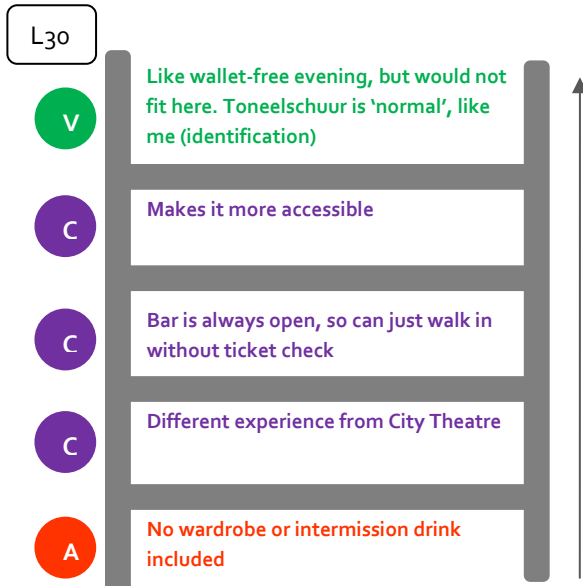 L30
V
Like wallet-free evening, but would not
fit here. Toneelschuur is ‘normal’, like
me (identification)
C
Makes it more accessible
C
Bar is always open, so can just walk in
without ticket check
C
Different experience from City Theatre
A
No wardrobe or intermission drink
included